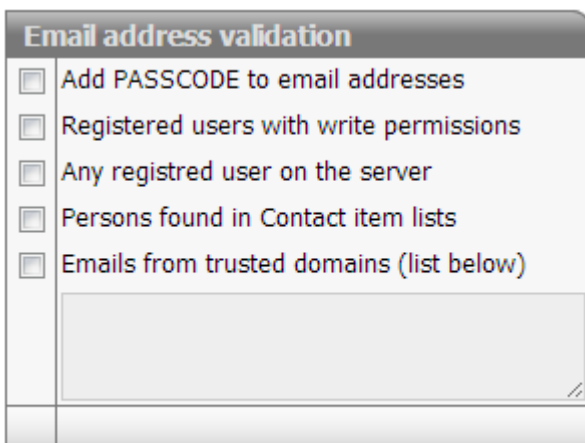 Email address validation
Add PASSCODE to email addresses
Registered users with write permissions
Any registred user on the server
Persons found in Contact item lists
Emails from trusted domains (list below)